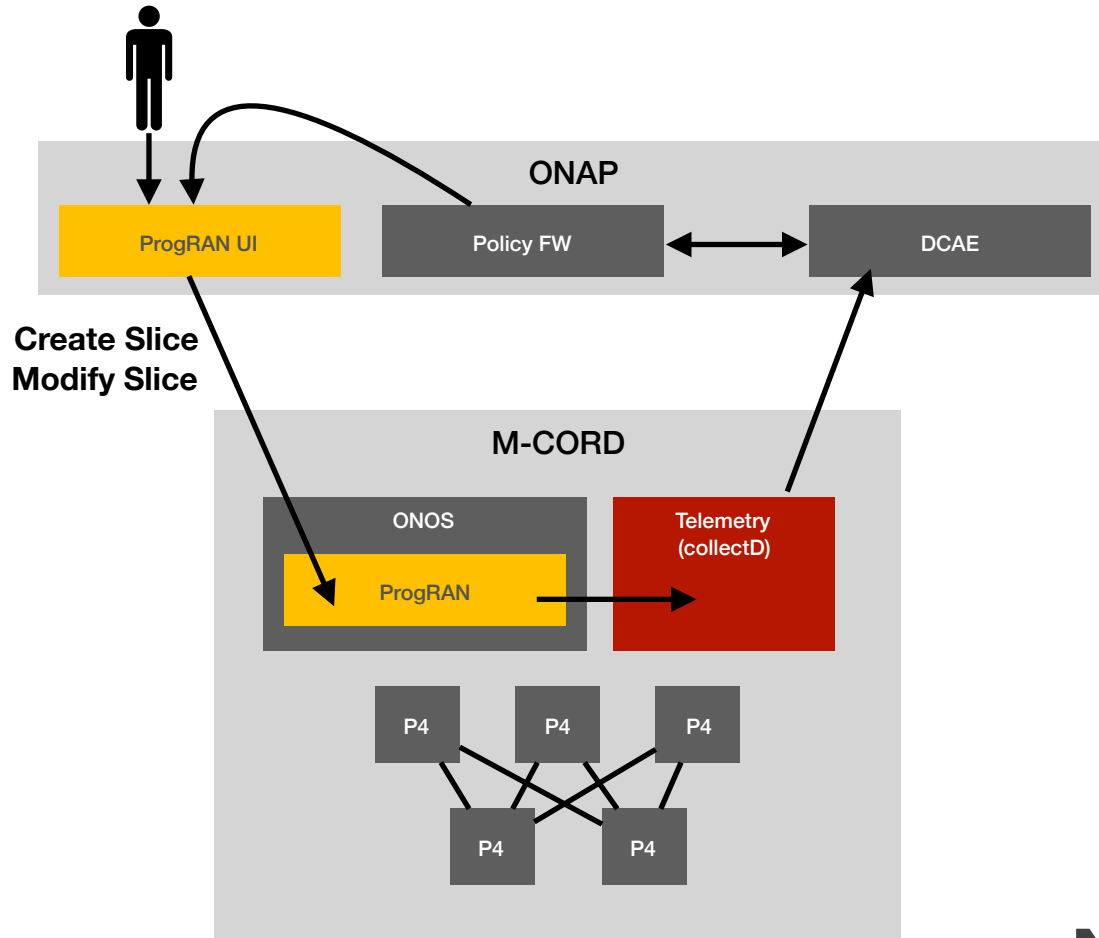 ONAP
ProgRAN UI
Policy FW
DCAE
Create Slice
Modify Slice
M-CORD
ONOS
Telemetry
(collectD)
ProgRAN
P4
P4
P4
P4
P4